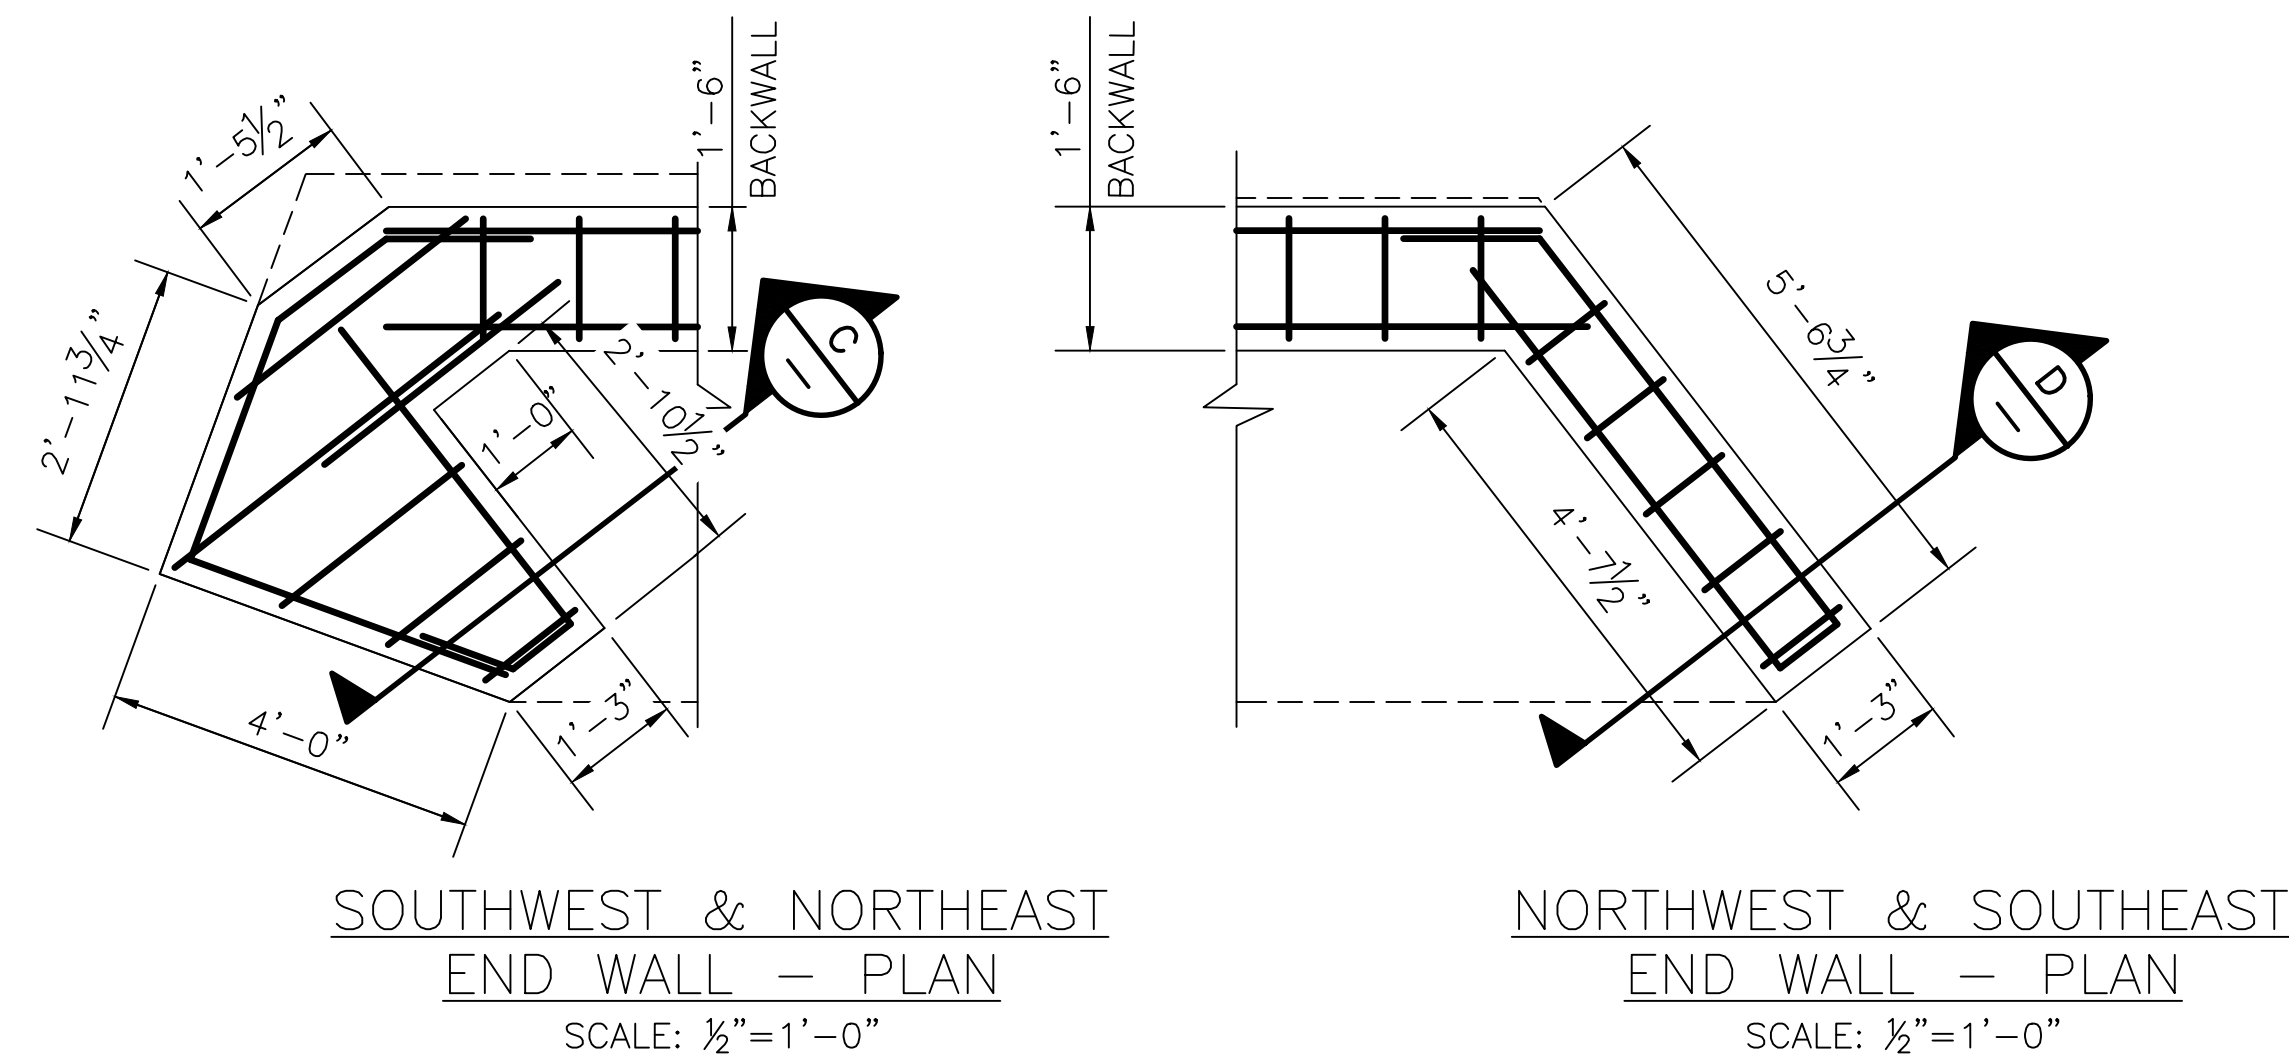 1'-5½"
1'-6"
BACKWALL
2'-11¾"
2'-10½"
1'-0"
C
–
4'-0"
1'-3"
SOUTHWEST & NORTHEAST
END WALL – PLAN
SCALE: ½"=1'-0"
1'-6"
BACKWALL
5'-6¾"
D
–
4'-7½"
1'-3"
NORTHWEST & SOUTHEAST
END WALL – PLAN
SCALE: ½"=1'-0"